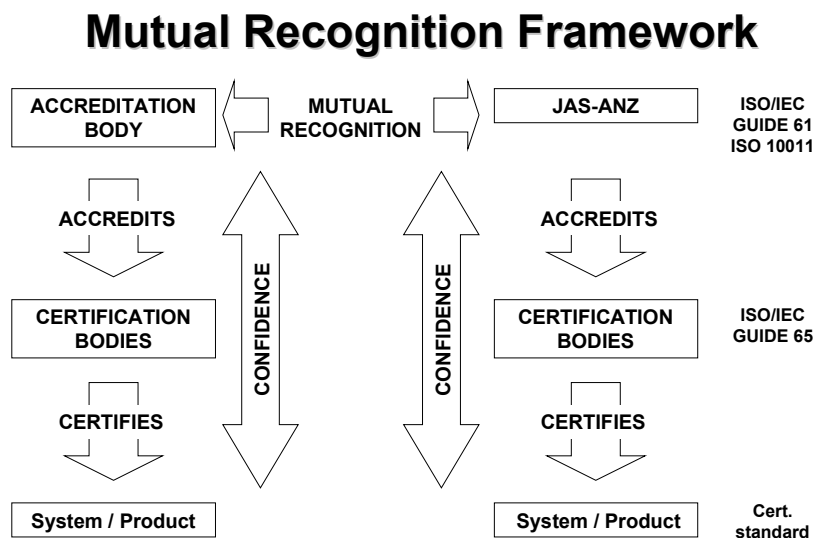 Mutual Recognition Framework
ACCREDITATION
BODY
MUTUAL
RECOGNITION
JAS-ANZ
ISO/IEC
GUIDE 61
ISO 10011
ACCREDITS
CONFIDENCE
CONFIDENCE
ACCREDITS
CERTIFICATION
BODIES
CERTIFICATION
BODIES
ISO/IEC
GUIDE 65
CERTIFIES
CERTIFIES
System / Product
System / Product
Cert.
standard